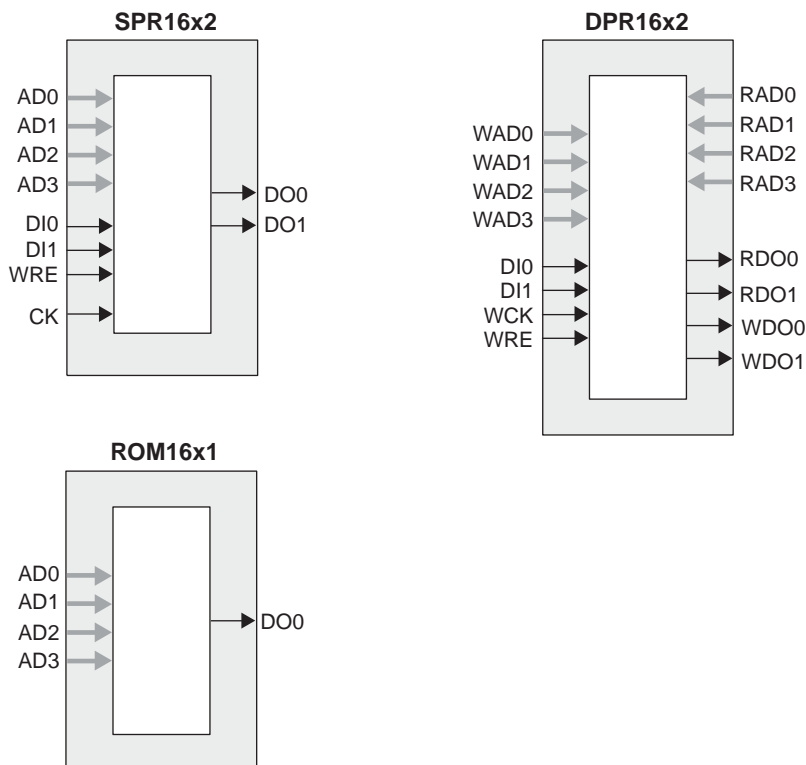 SPR16x2
AD0
AD1
AD2
AD3
DI0
DI1
WRE
CK
DO0
DO1
DPR16x2
WAD0
WAD1
WAD2
WAD3
DI0
DI1
WCK
WRE
RAD0
RAD1
RAD2
RAD3
RDO0
RDO1
WDO0
WDO1
ROM16x1
AD0
AD1
AD2
AD3
DO0